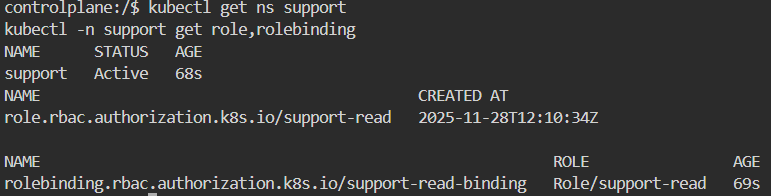 controlplane:/$ kubectl get ns support
kubectl -n support get role,rolebinding
NAME      STATUS   AGE
support   Active   68s
NAME                                          CREATED AT
role.rbac.authorization.k8s.io/support-read   2025-11-28T12:10:34Z

NAME                                                         ROLE                AGE
rolebinding.rbac.authorization.k8s.io/support-read-binding   Role/support-read   69s